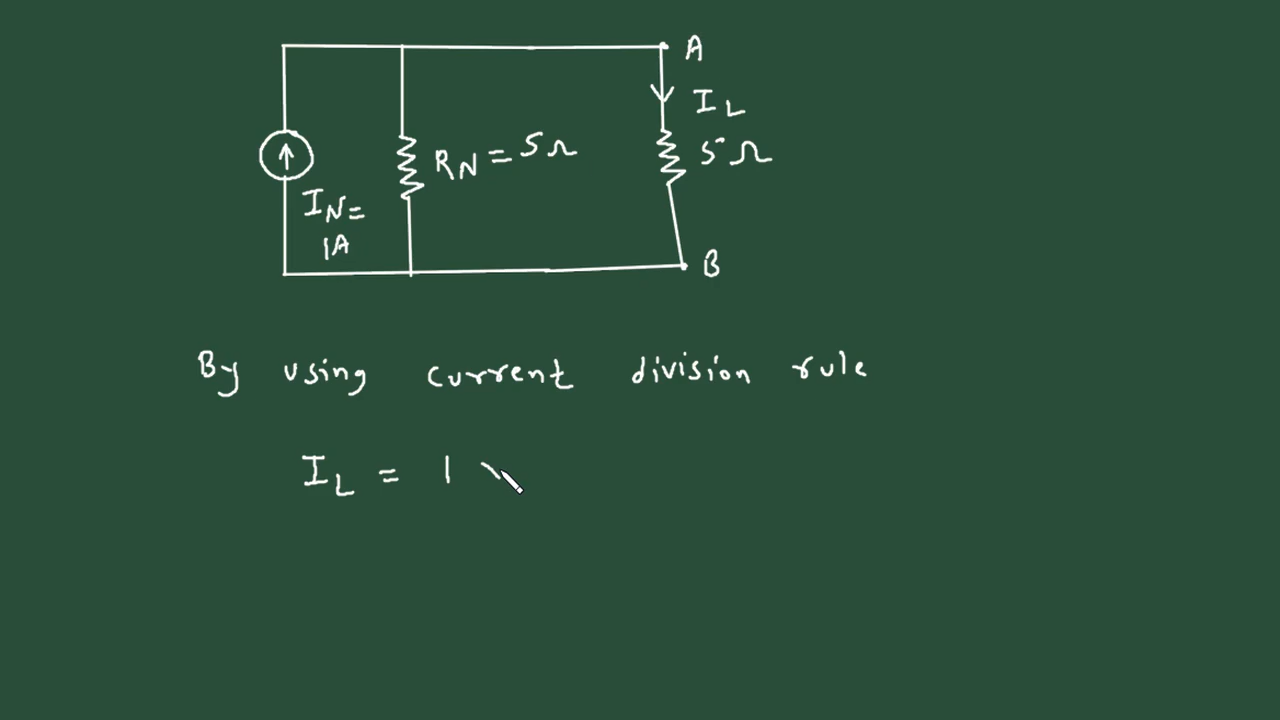 A
I_L
R_N = 5Ω
5Ω
I_N =
1A
B
By using current division rule
I_L = 1 ×